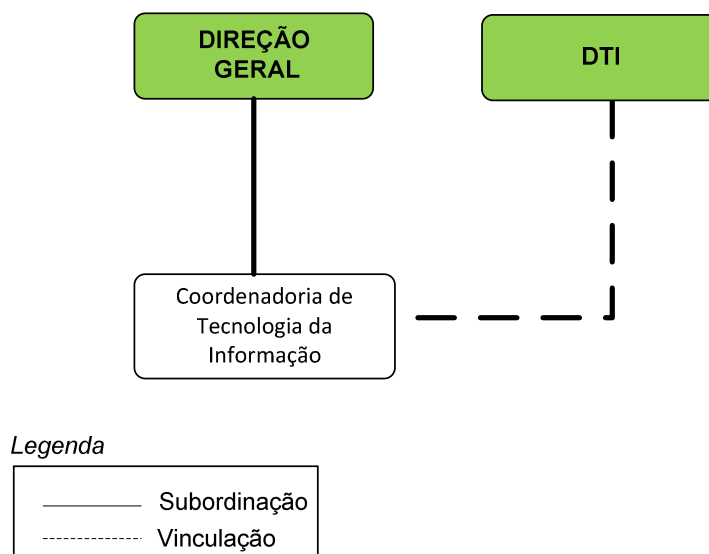 DIREÇÃO
GERAL
DTI
Coordenadoria de
Tecnologia da
Informação
Legenda
Subordinação
Vinculação